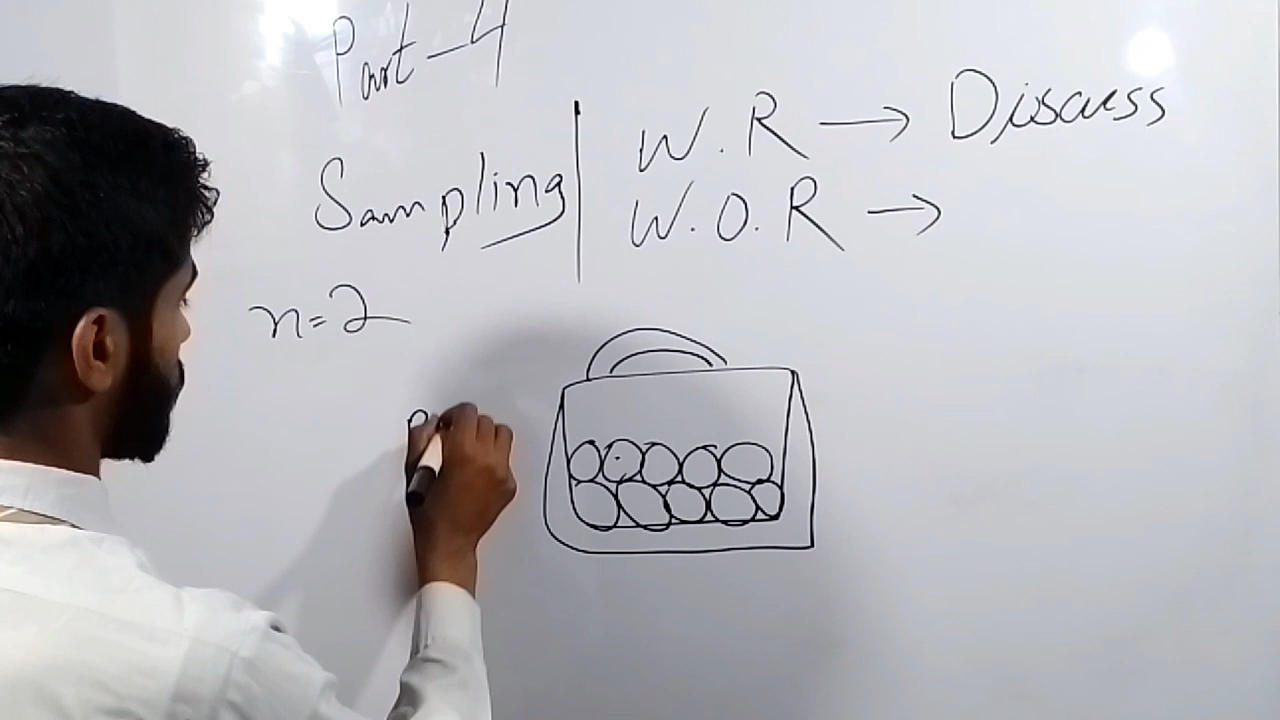 Part-4
Sampling
W.R → Discuss
W.O.R →
n=2